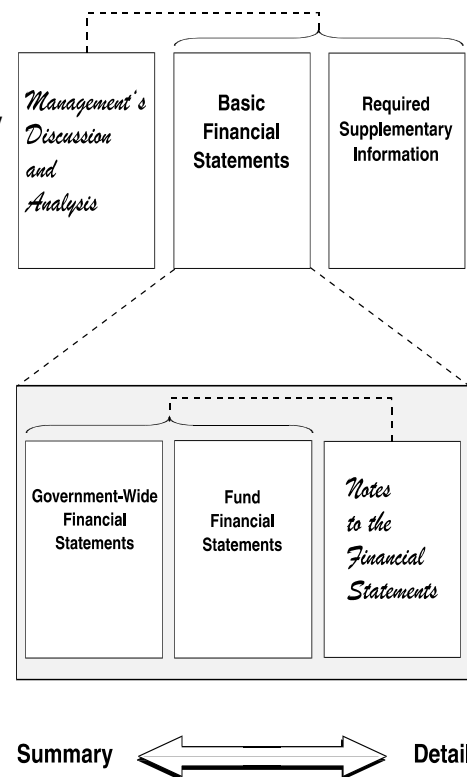 Management's
Discussion
and
Analysis
Basic
Financial
Statements
Required
Supplementary
Information
Government-Wide
Financial
Statements
Fund
Financial
Statements
Notes
to the
Financial
Statements
Summary
Detail